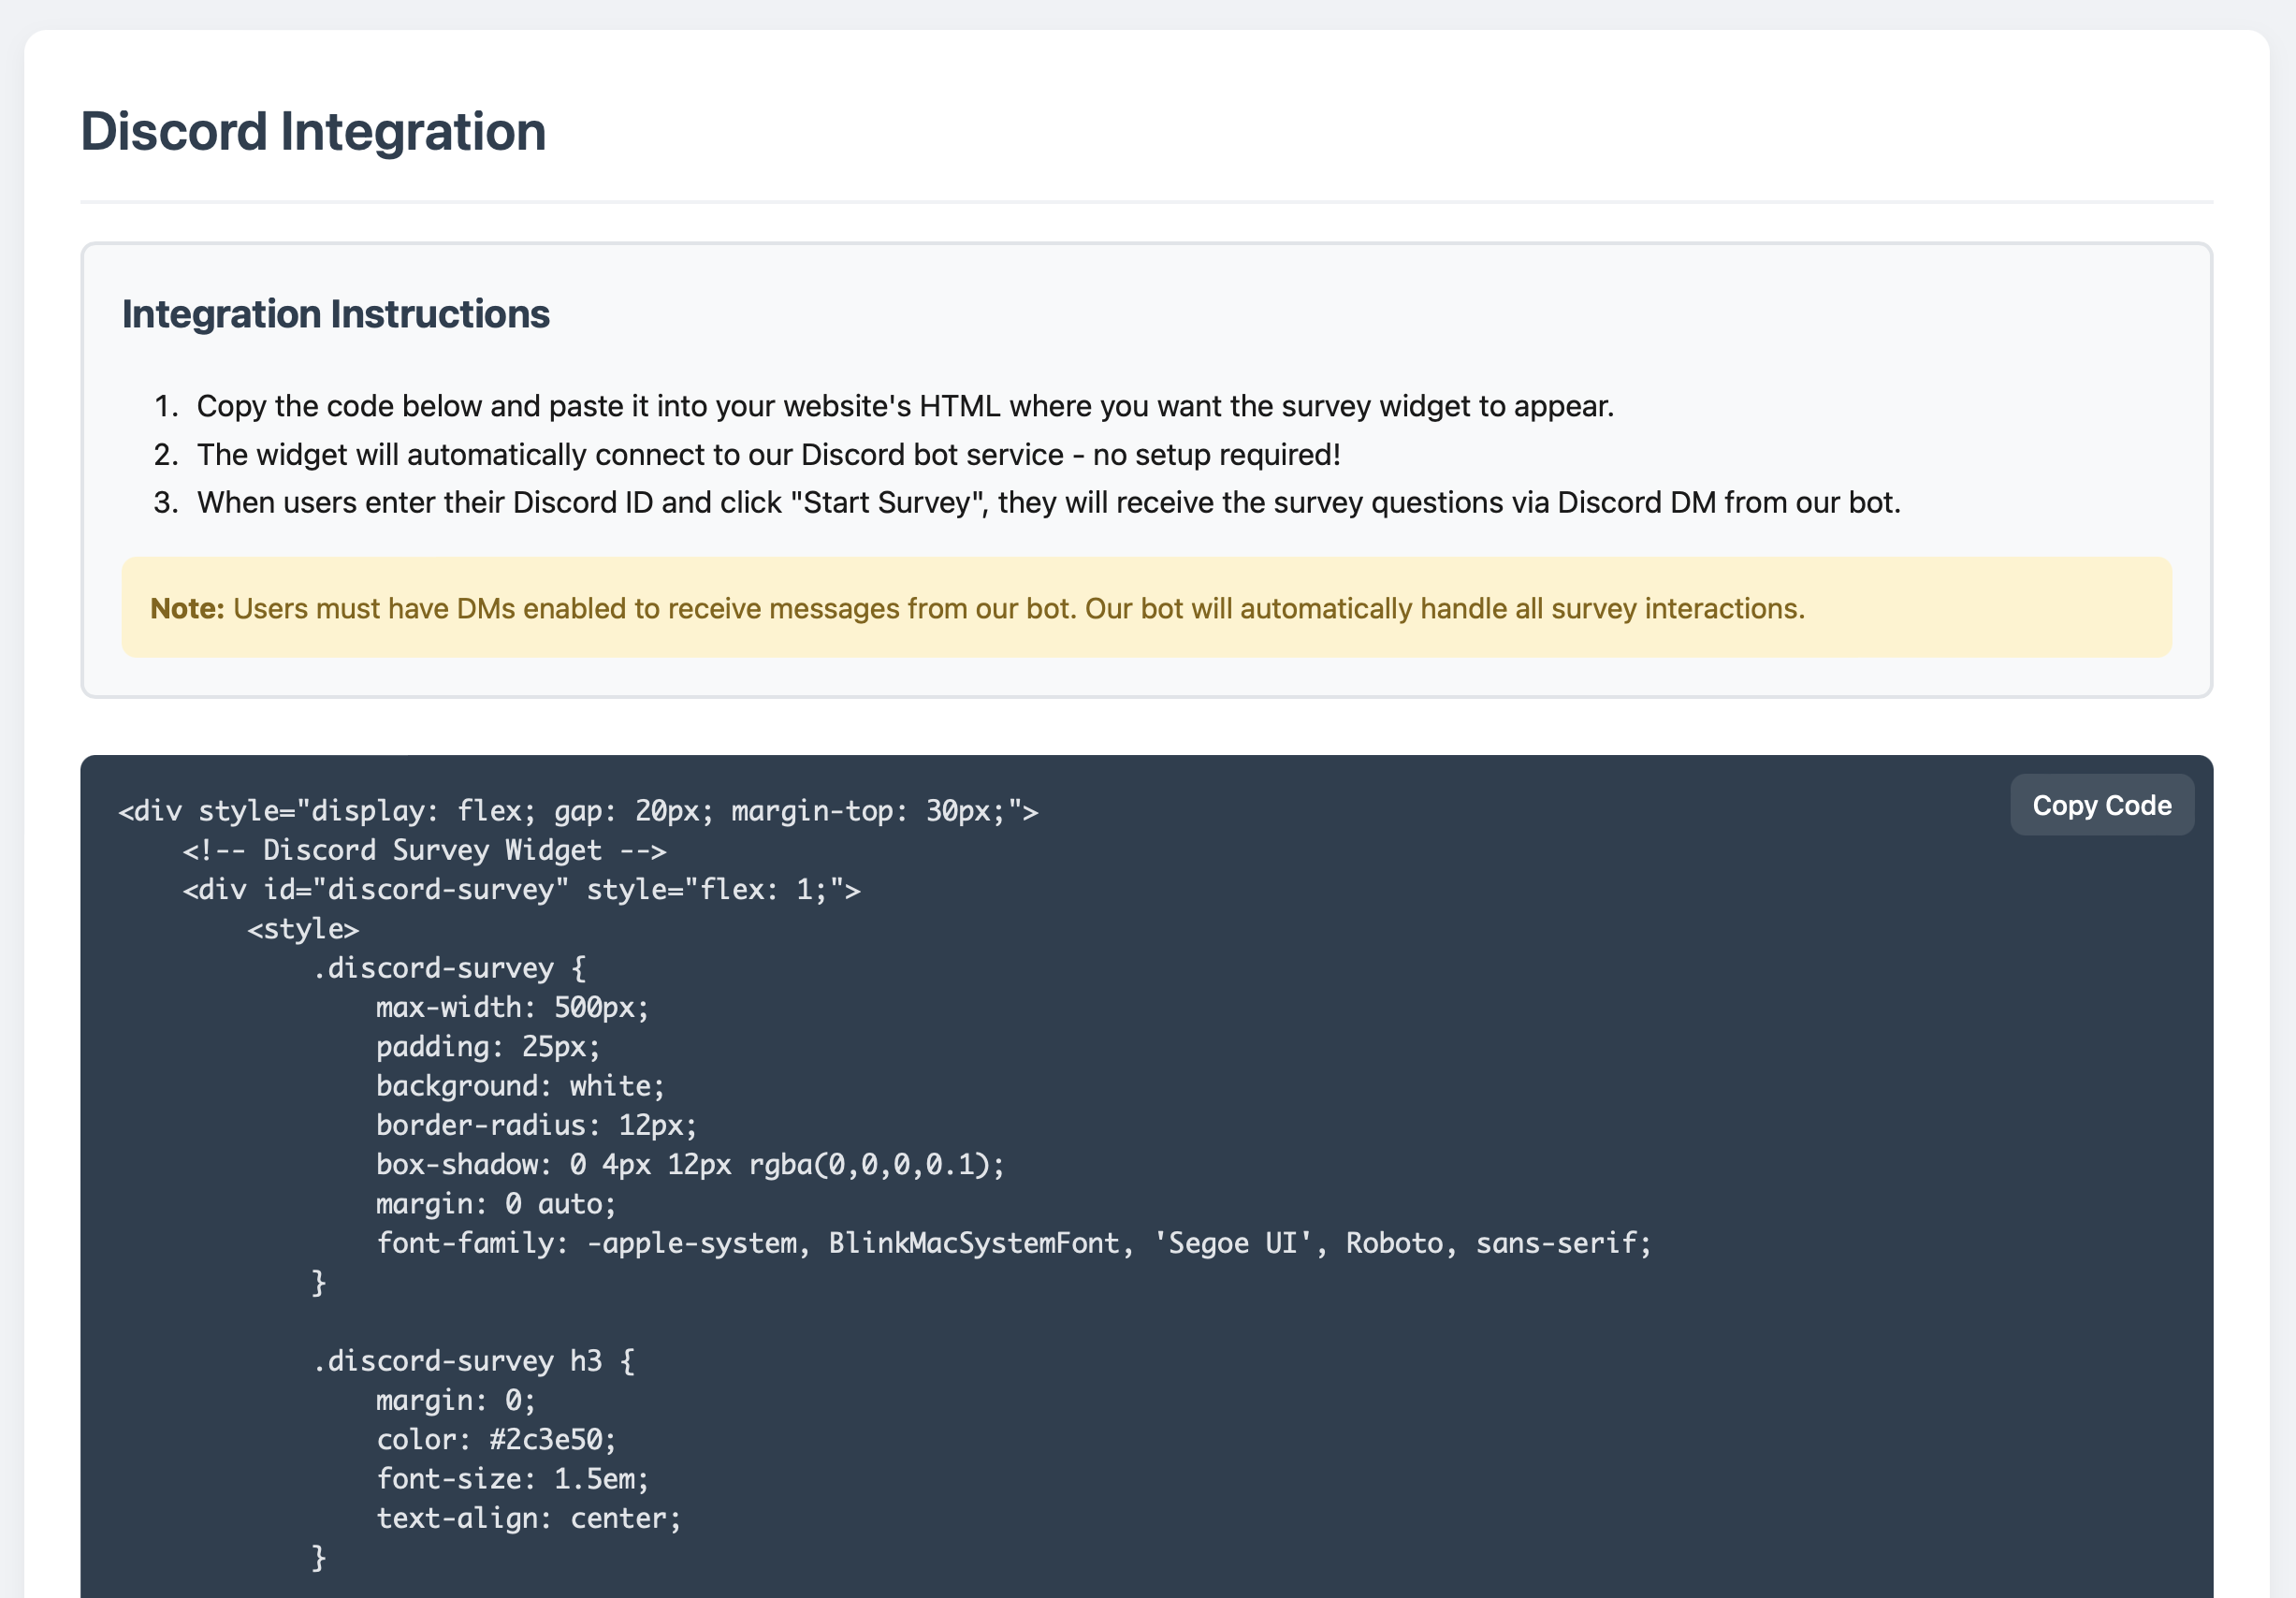 Discord Integration
Integration Instructions
1. Copy the code below and paste it into your website's HTML where you want the survey widget to appear.
2. The widget will automatically connect to our Discord bot service - no setup required!
3. When users enter their Discord ID and click "Start Survey", they will receive the survey questions via Discord DM from our bot.
Note: Users must have DMs enabled to receive messages from our bot. Our bot will automatically handle all survey interactions.
Copy Code
<div style="display: flex; gap: 20px; margin-top: 30px;">
    <!-- Discord Survey Widget -->
    <div id="discord-survey" style="flex: 1;">
        <style>
            .discord-survey {
                max-width: 500px;
                padding: 25px;
                background: white;
                border-radius: 12px;
                box-shadow: 0 4px 12px rgba(0,0,0,0.1);
                margin: 0 auto;
                font-family: -apple-system, BlinkMacSystemFont, 'Segoe UI', Roboto, sans-serif;
            }
            .discord-survey h3 {
                margin: 0;
                color: #2c3e50;
                font-size: 1.5em;
                text-align: center;
            }